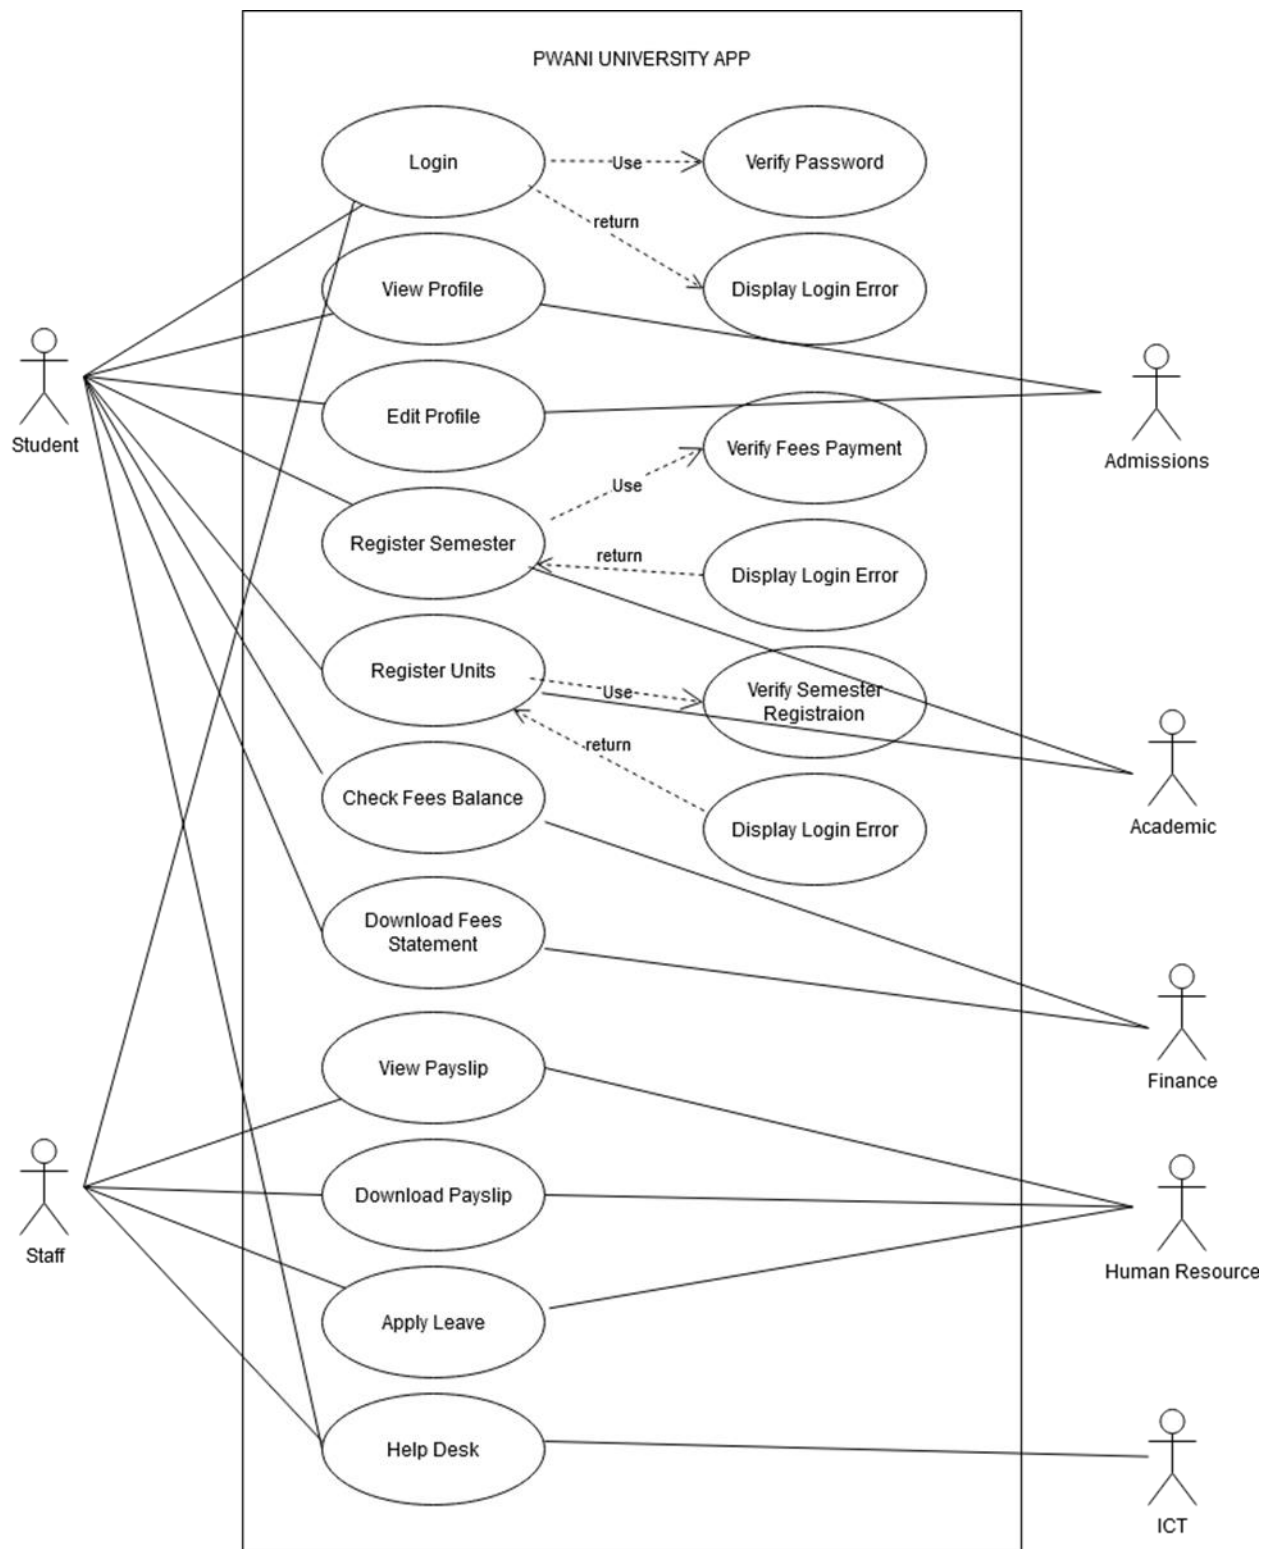 PWANI UNIVERSITY APP
Login
Use
Verify Password
return
View Profile
Display Login Error
Student
Edit Profile
Verify Fees Payment
Admissions
Use
Register Semester
return
Display Login Error
Register Units
Use
Verify Semester
Registraion
return
Check Fees Balance
Display Login Error
Academic
Download Fees
Statement
View Payslip
Finance
Staff
Download Payslip
Human Resource
Apply Leave
Help Desk
ICT